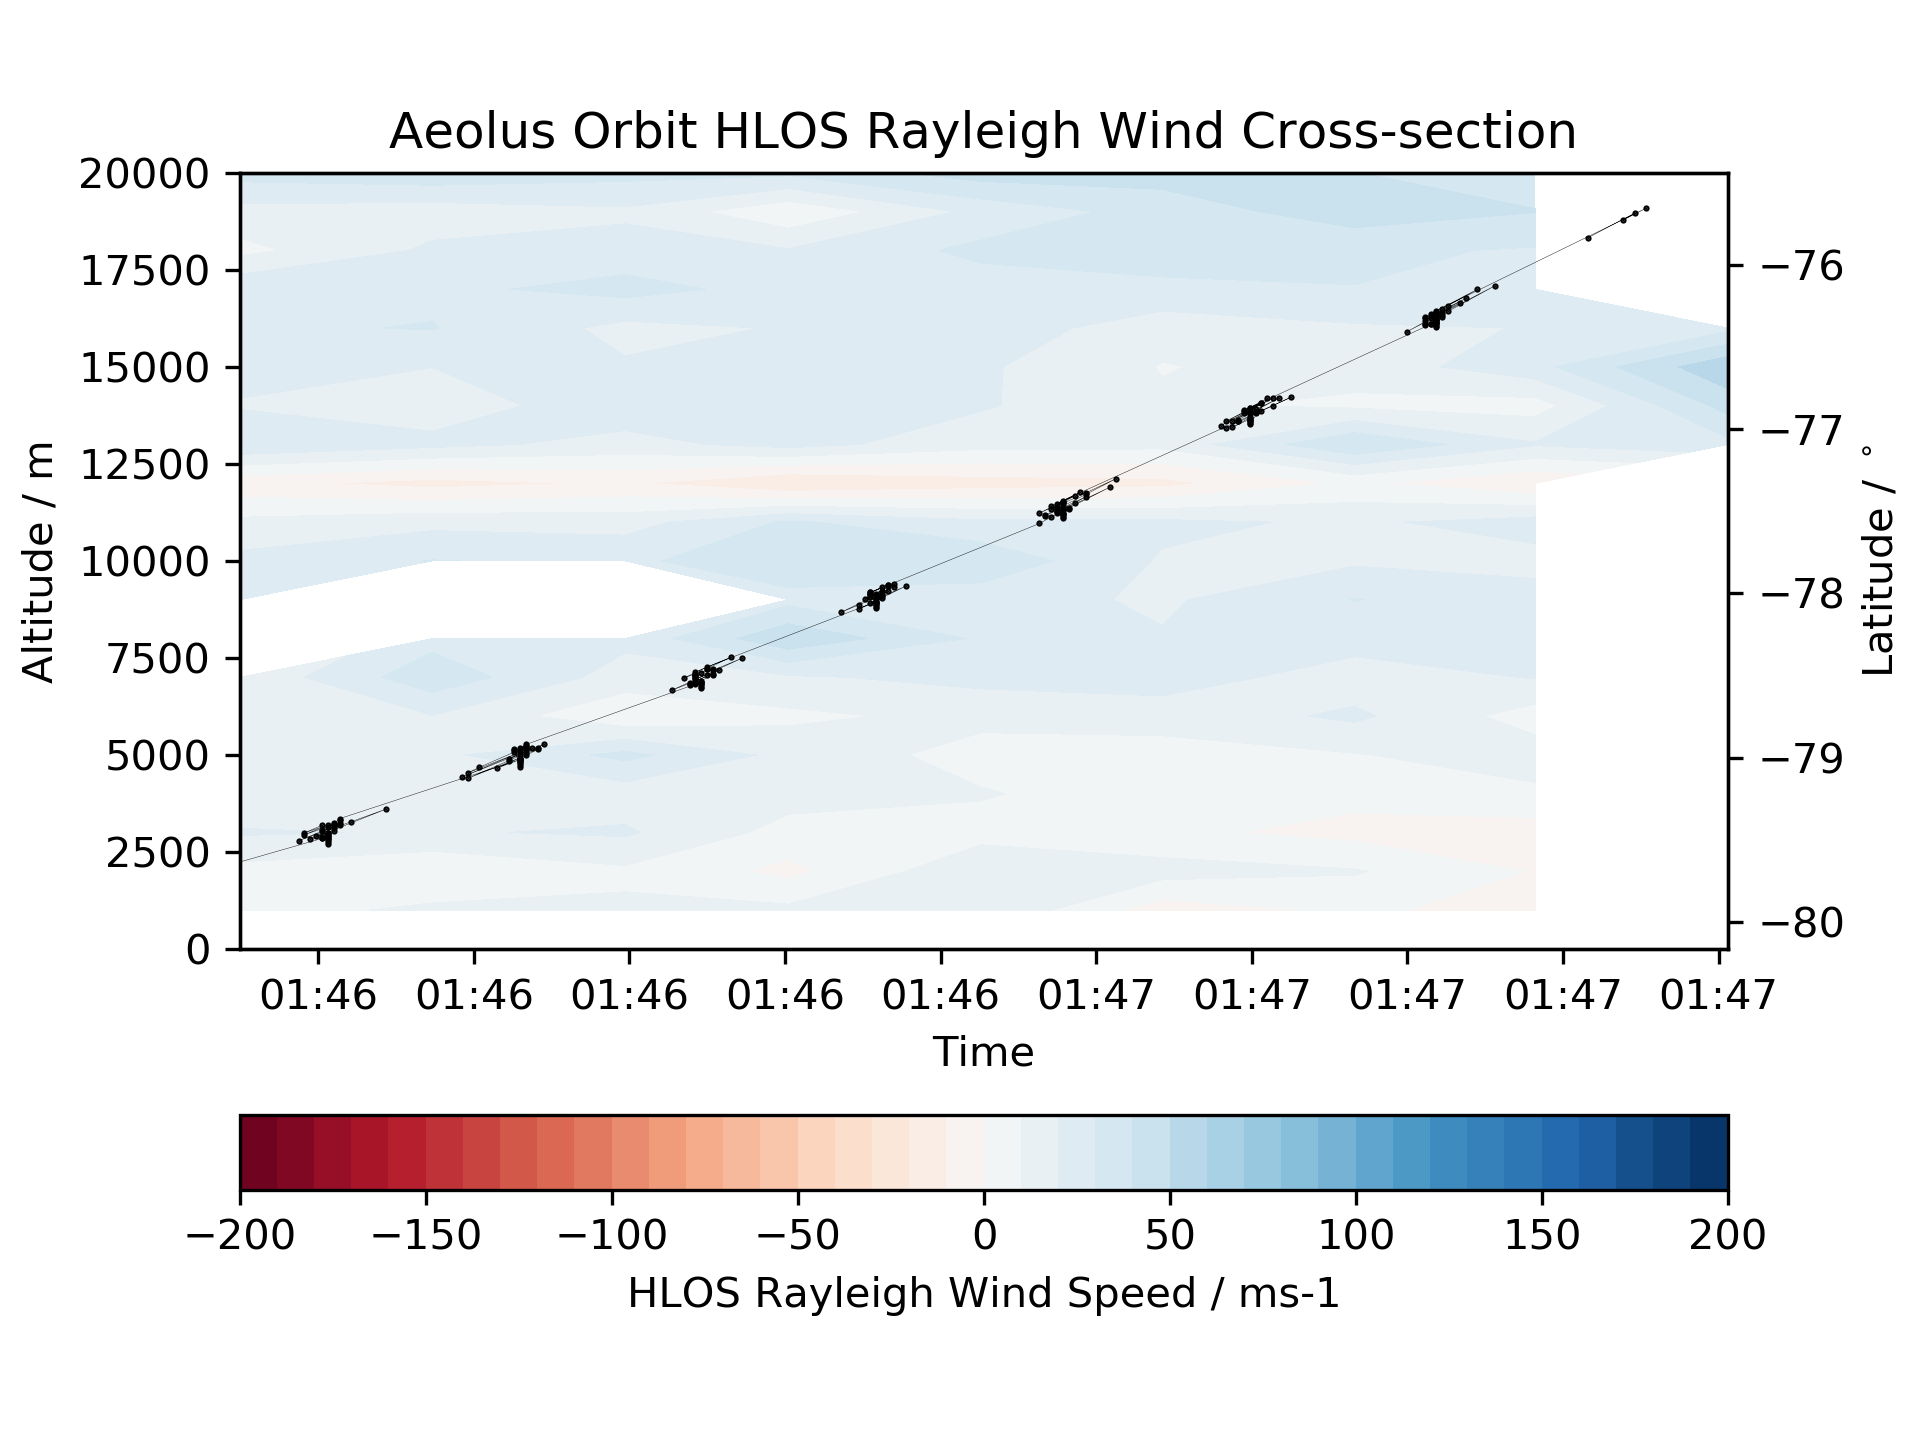 Aeolus Orbit HLOS Rayleigh Wind Cross-section
20000
17500
15000
12500
10000
7500
5000
2500
0
Altitude / m
−76
−77
−78
−79
−80
Latitude / °
01:46 01:46 01:46 01:46 01:46 01:47 01:47 01:47 01:47 01:47
Time
−200 −150 −100 −50 0 50 100 150 200
HLOS Rayleigh Wind Speed / ms-1